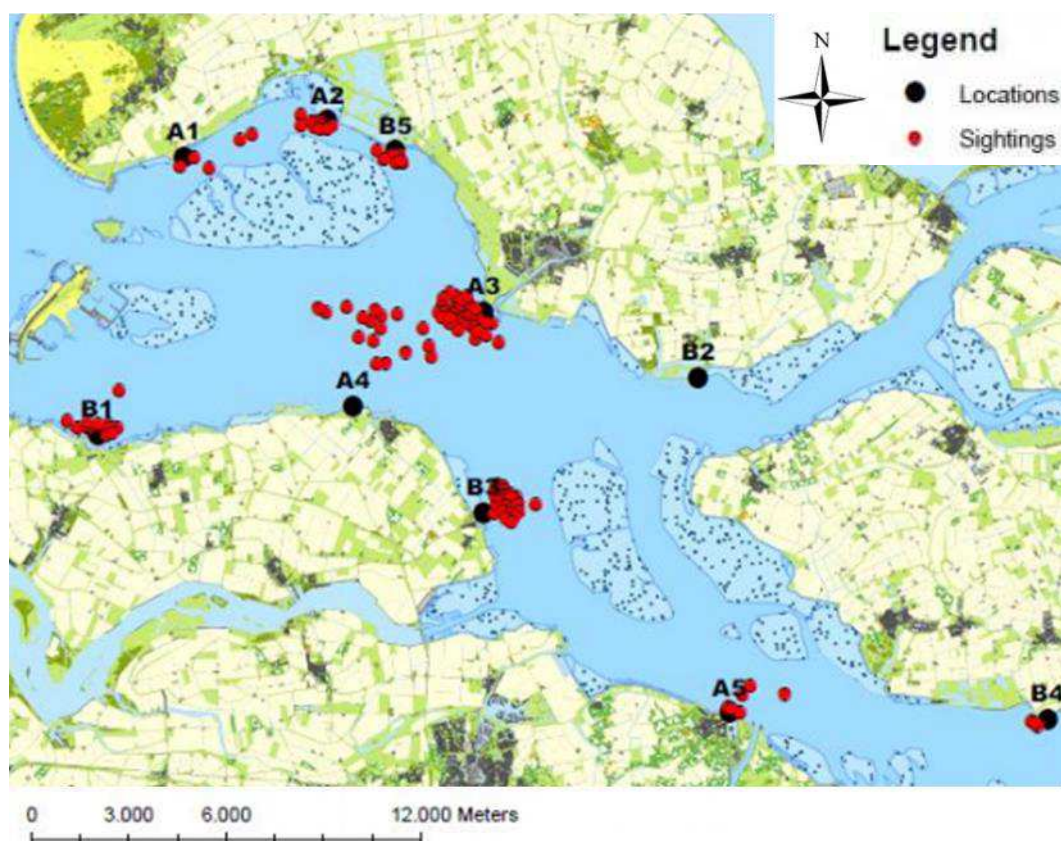 N
Legend
Locations
Sightings
A2
A1
B5
A3
B2
A4
B1
B3
A5
B4
0 3.000 6.000 12.000 Meters